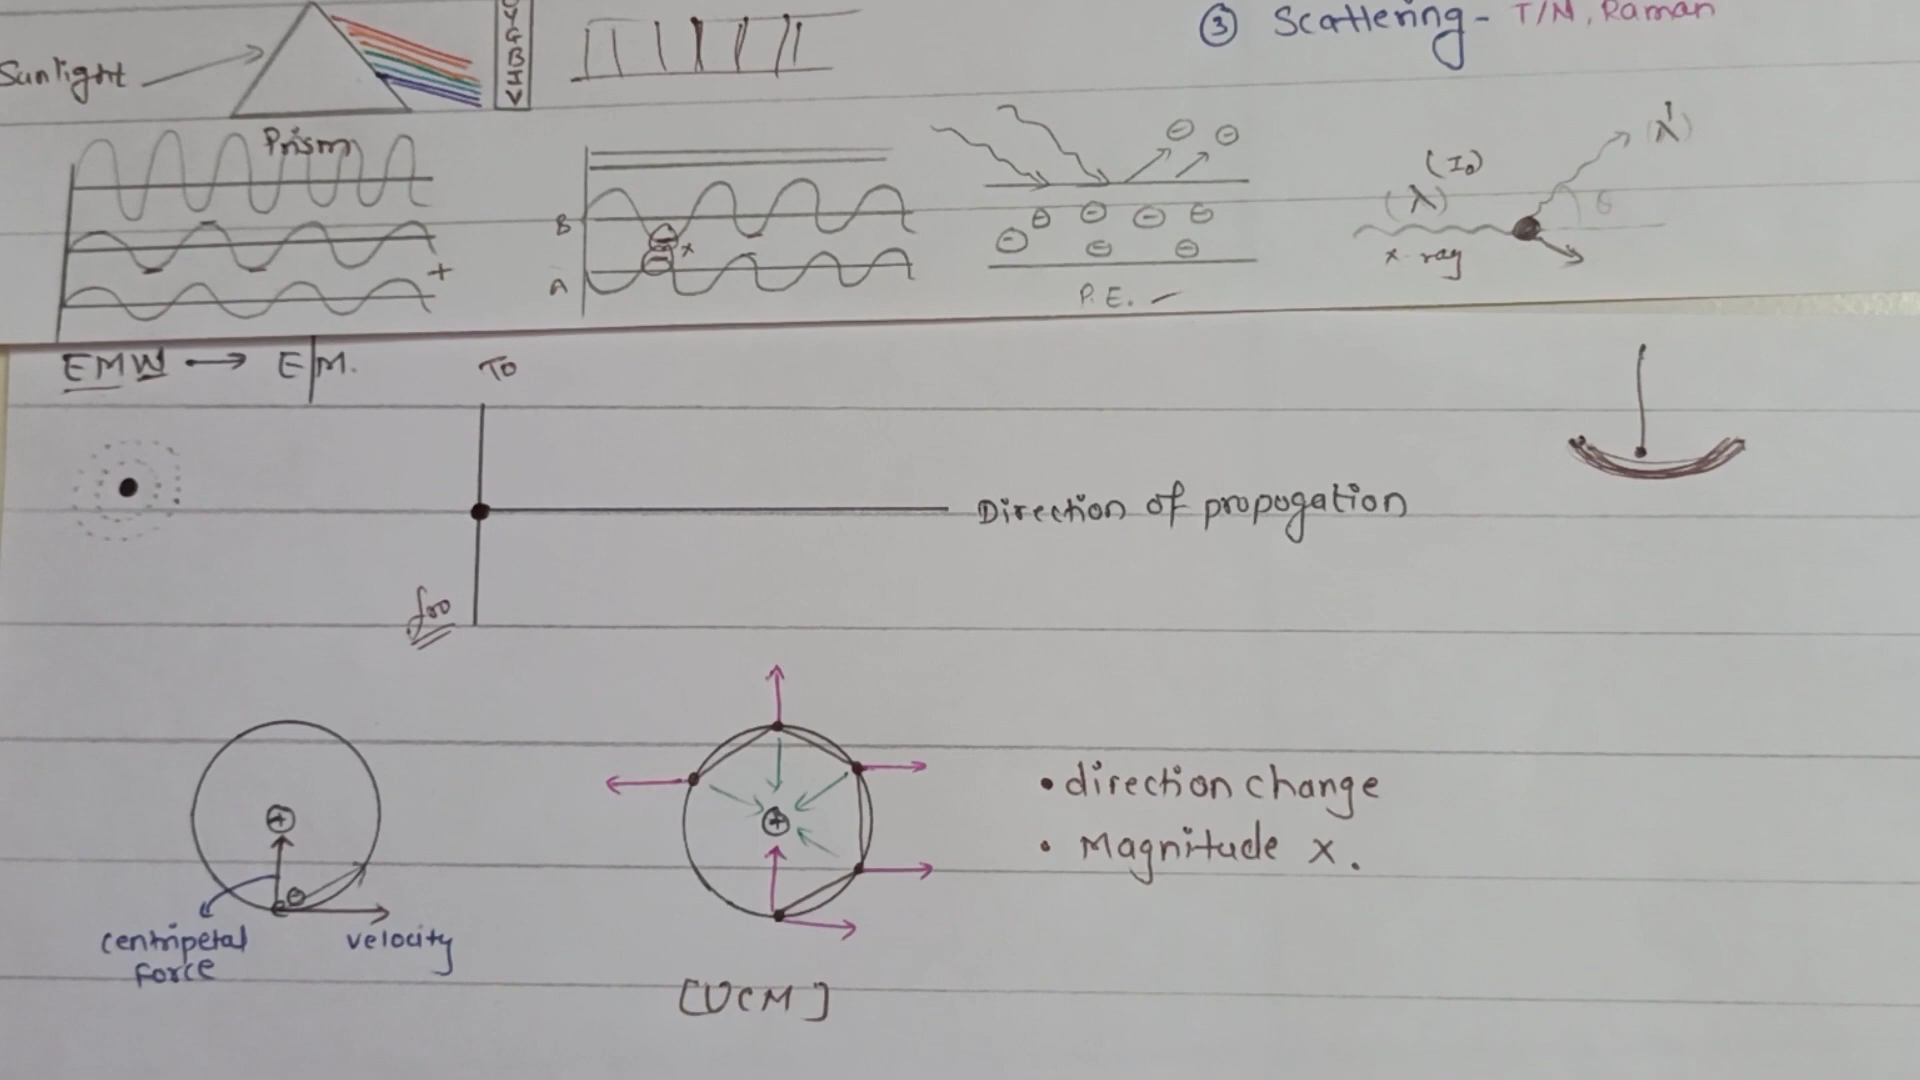 ③ Scattering - T/N, Raman
Sunlight
Y
G
B
I
V
Prism
+
B
A
x
P. E.
(I₀)
(λ)
(λ')
θ
x-ray
EMW → E/M.
To
Direction of propogation
fro
+
centripetal
force
velocity
+
• direction change
• Magnitude x.
[UCM]